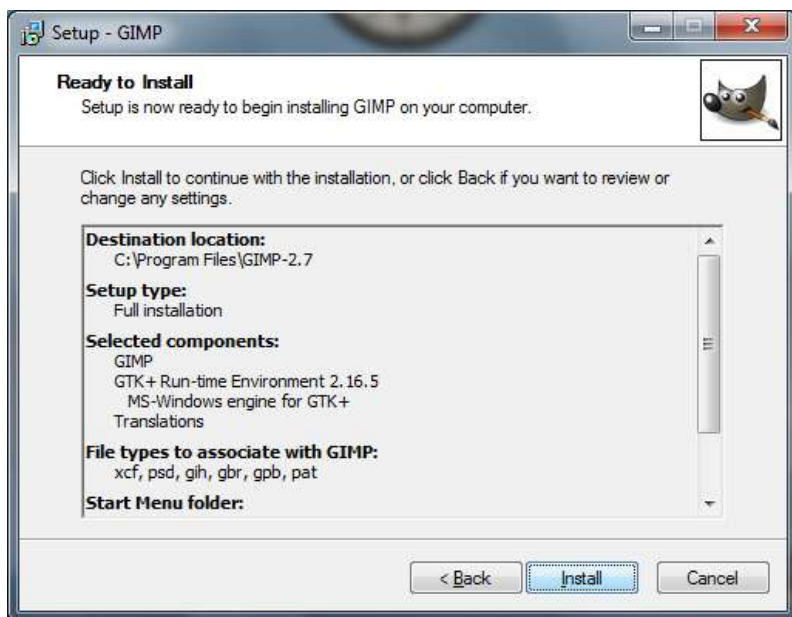 Setup - GIMP
Ready to Install
Setup is now ready to begin installing GIMP on your computer.
Click Install to continue with the installation, or click Back if you want to review or
change any settings.
Destination location:
C:\Program Files\GIMP-2.7
Setup type:
Full installation
Selected components:
GIMP
GTK+ Run-time Environment 2.16.5
MS-Windows engine for GTK+
Translations
File types to associate with GIMP:
xcf, psd, gih, gbr, gpb, pat
Start Menu folder:
< Back Install Cancel